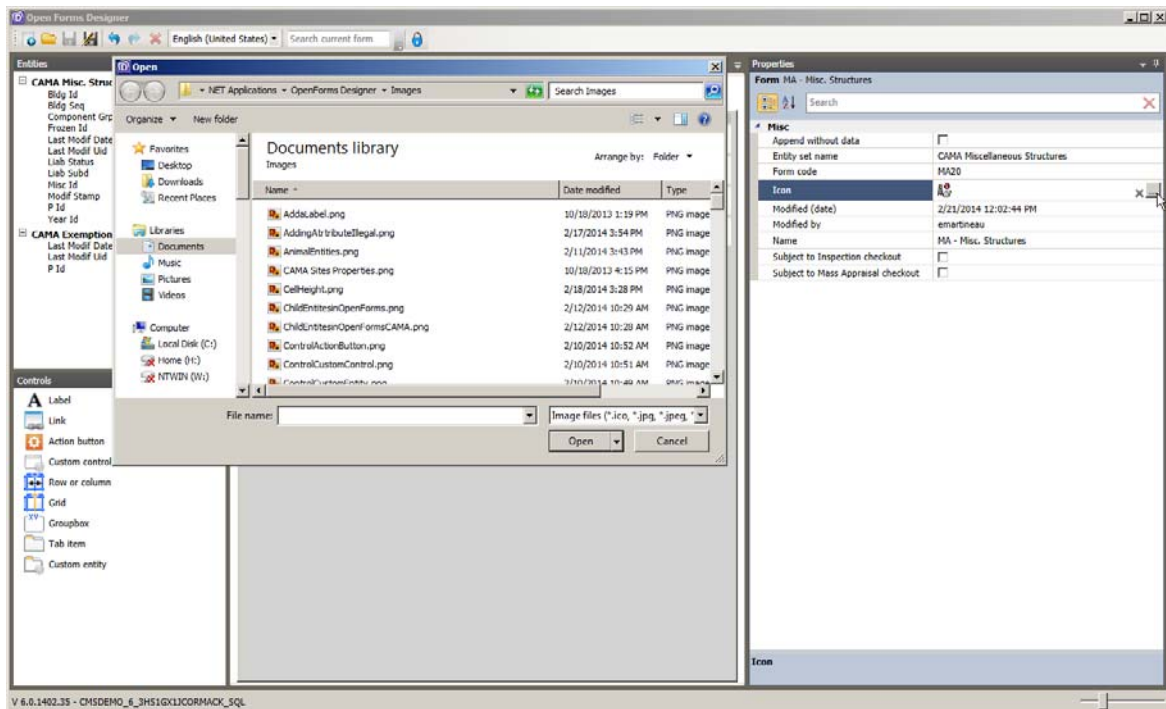 Open Forms Designer
English (United States) Search current form
Entities
CAMA Misc. Struc
Bldg Id
Bldg Seq
Component Grp
Frozen Id
Last Modif Date
Last Modif Uid
Liab Status
Liab Subd
Misc Id
Modif Stamp
P Id
Year Id
CAMA Exemption
Last Modif Date
Last Modif Uid
P Id
Controls
Label
Link
Action button
Custom control
Row or column
Grid
Groupbox
Tab item
Custom entity
Open
NET Applications OpenForms Designer Images Search Images
Organize New folder
Favorites
Desktop
Downloads
Recent Places
Libraries
Documents
Music
Pictures
Videos
Computer
Local Disk (C:)
Home (H:)
NTWIN (W:)
Documents library
Images
Arrange by: Folder
Name Date modified Type
AddaLabel.png 10/18/2013 1:19 PM PNG image
AddingAtrbributeIllegal.png 2/17/2014 3:54 PM PNG image
AnimalEntities.png 2/11/2014 3:43 PM PNG image
CAMA Sites Properties.png 10/18/2013 4:15 PM PNG image
CellHeight.png 2/18/2014 3:28 PM PNG image
ChildEntitesinOpenForms.png 2/12/2014 10:29 AM PNG image
ChildEntitesinOpenFormsCAMA.png 2/12/2014 10:28 AM PNG image
ControlActionButton.png 2/10/2014 10:52 AM PNG image
ControlCustomControl.png 2/10/2014 10:51 AM PNG image
ControlCustomEntity.png 2/10/2014 10:49 AM PNG image
File name: Image files (*.ico, *.jpg, *.jpeg, *
Open Cancel
Properties
Form MA - Misc. Structures
Search
Misc
Append without data
Entity set name CAMA Miscellaneous Structures
Form code MA20
Icon
Modified (date) 2/21/2014 12:02:44 PM
Modified by emartineau
Name MA - Misc. Structures
Subject to Inspection checkout
Subject to Mass Appraisal checkout
Icon
V 6.0.1402.35 - CMSDEMO_6_3HS1GX1JCORMACK_SQL